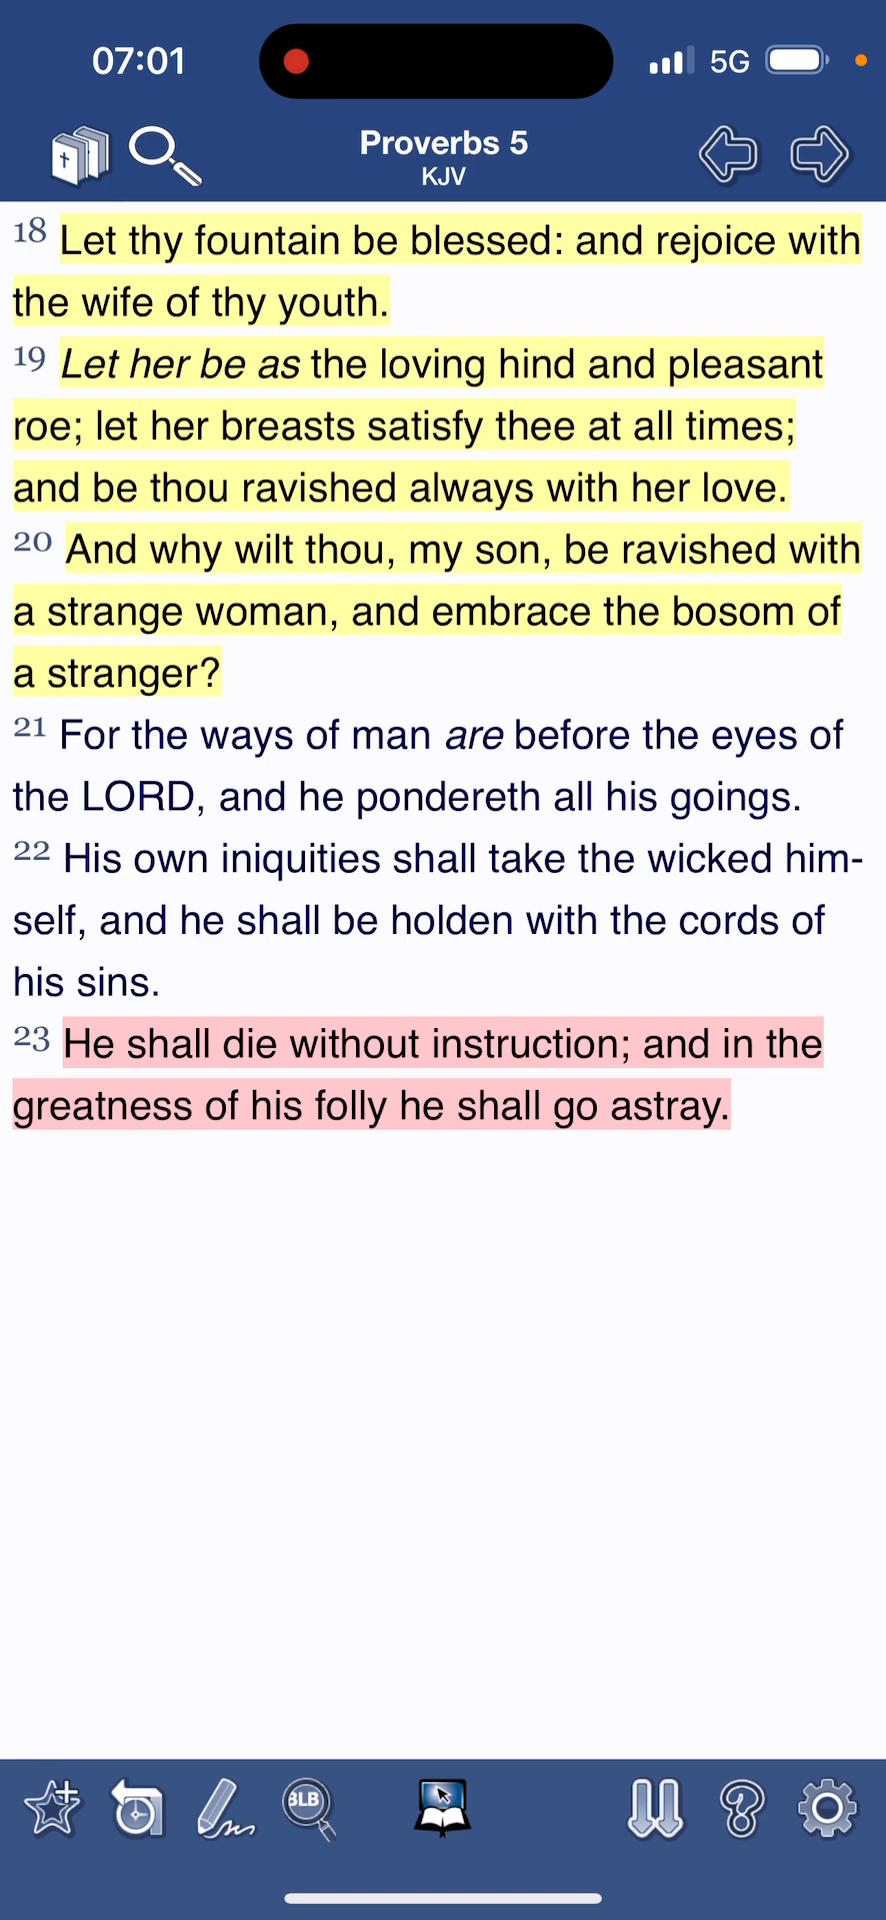 07:01
5G
Proverbs 5
KJV
18 Let thy fountain be blessed: and rejoice with
the wife of thy youth.
19 Let her be as the loving hind and pleasant
roe; let her breasts satisfy thee at all times;
and be thou ravished always with her love.
20 And why wilt thou, my son, be ravished with
a strange woman, and embrace the bosom of
a stranger?
21 For the ways of man are before the eyes of
the LORD, and he pondereth all his goings.
22 His own iniquities shall take the wicked him-
self, and he shall be holden with the cords of
his sins.
23 He shall die without instruction; and in the
greatness of his folly he shall go astray.
BLB